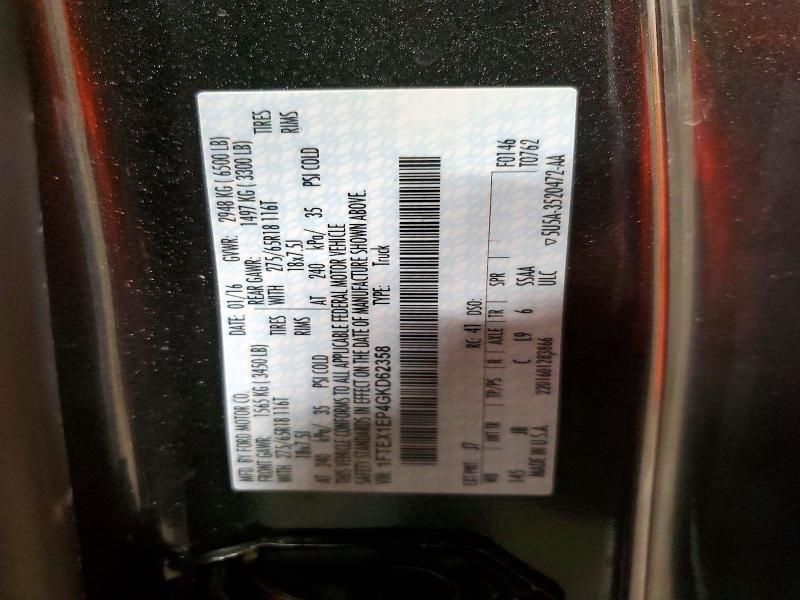 MFD. BY FORD MOTOR CO.
DATE: 01/16 GVWR: 2948 KG ( 6500 LB)
FRONT GAWR: 1565 KG ( 3450 LB) REAR GAWR: 1497 KG ( 3300 LB)
WITH 275/65R18 116T TIRES WITH 275/65R18 116T TIRES
18x7.5J RIMS 18x7.5J RIMS
AT 240 kPa/ 35 PSI COLD AT 240 kPa/ 35 PSI COLD
THIS VEHICLE CONFORMS TO ALL APPLICABLE FEDERAL MOTOR VEHICLE
SAFETY STANDARDS IN EFFECT ON THE DATE OF MANUFACTURE SHOWN ABOVE.
VIN: 1FTEX1EP4GKD62358 TYPE: Truck
EXT PNT: J7 RC: 41 DSO:
WB INT TR TP/PS R AXLE TR SPR F0146
145 JB C L9 6 SSAA T0762
MADE IN U.S.A. 220160128J866 ULC
▽5U5A-3520472-AA